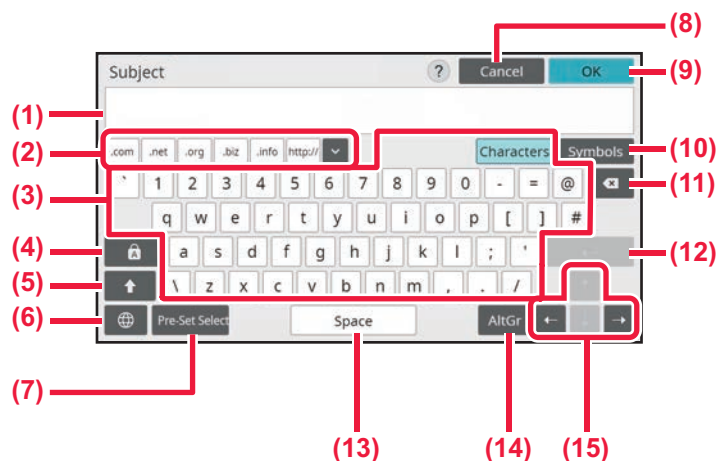 (8)
Subject ? Cancel OK (9)
(1)
(2) .com .net .org .biz .info http:// Characters Symbols (10)
(3) ` 1 2 3 4 5 6 7 8 9 0 - = @ (11)
q w e r t y u i o p [ ] #
(4) A a s d f g h j k l ; ' (12)
(5) \ z x c v b n m , . /
(6) Pre-Set Select Space AltGr ← → 
(7)
(13) (14) (15)